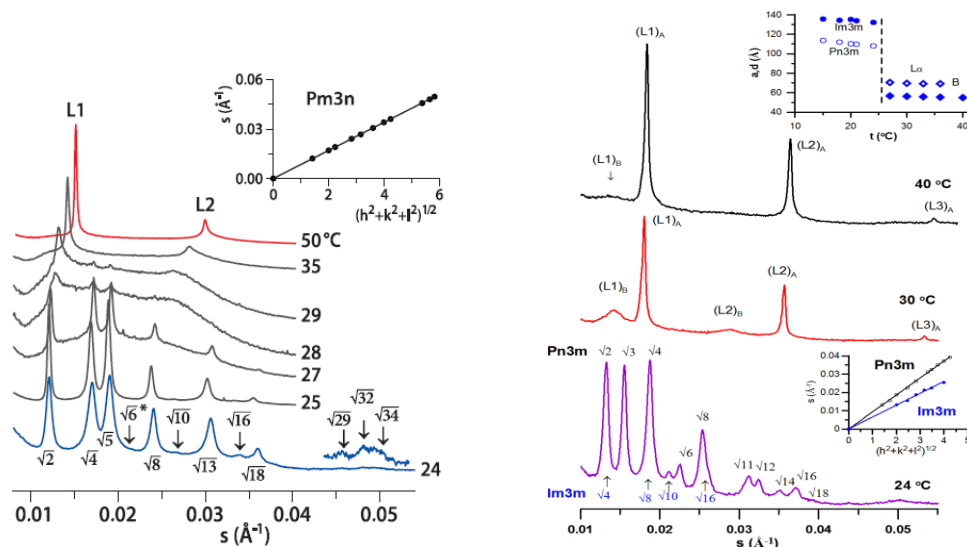 0.06
s (Å⁻¹)
0.03
0.00
Pm3n
0 2 4 6
(h²+k²+l²)^1/2
L1
L2
50°C
35
29
28
27
25
24
√2
√4
√5
√6 *
√8
√10
√13
√16
√18
√29
√32
√34
0.01 0.02 0.03 0.04 0.05
s (Å⁻¹)
140
120
100
80
60
40
a,d (Å)
Im3m
Pn3m
Lα
B
10 20 30 40
t (°C)
(L1)A
(L1)B
↓
(L2)A
(L3)A
40 °C
(L1)A
(L1)B
(L2)B
(L2)A
(L3)A
30 °C
Pn3m
√2 √3 √4
√6
√8
√11 √12
√14
√16
√18
Im3m
√4
√8
√10
√16
24 °C
0.04
0.03
0.02
0.01
0.00
s (Å⁻¹)
Pn3m
Im3m
0 1 2 3 4
(h²+k²+l²)^1/2
0.01 0.02 0.03 0.04 0.05
s (Å⁻¹)